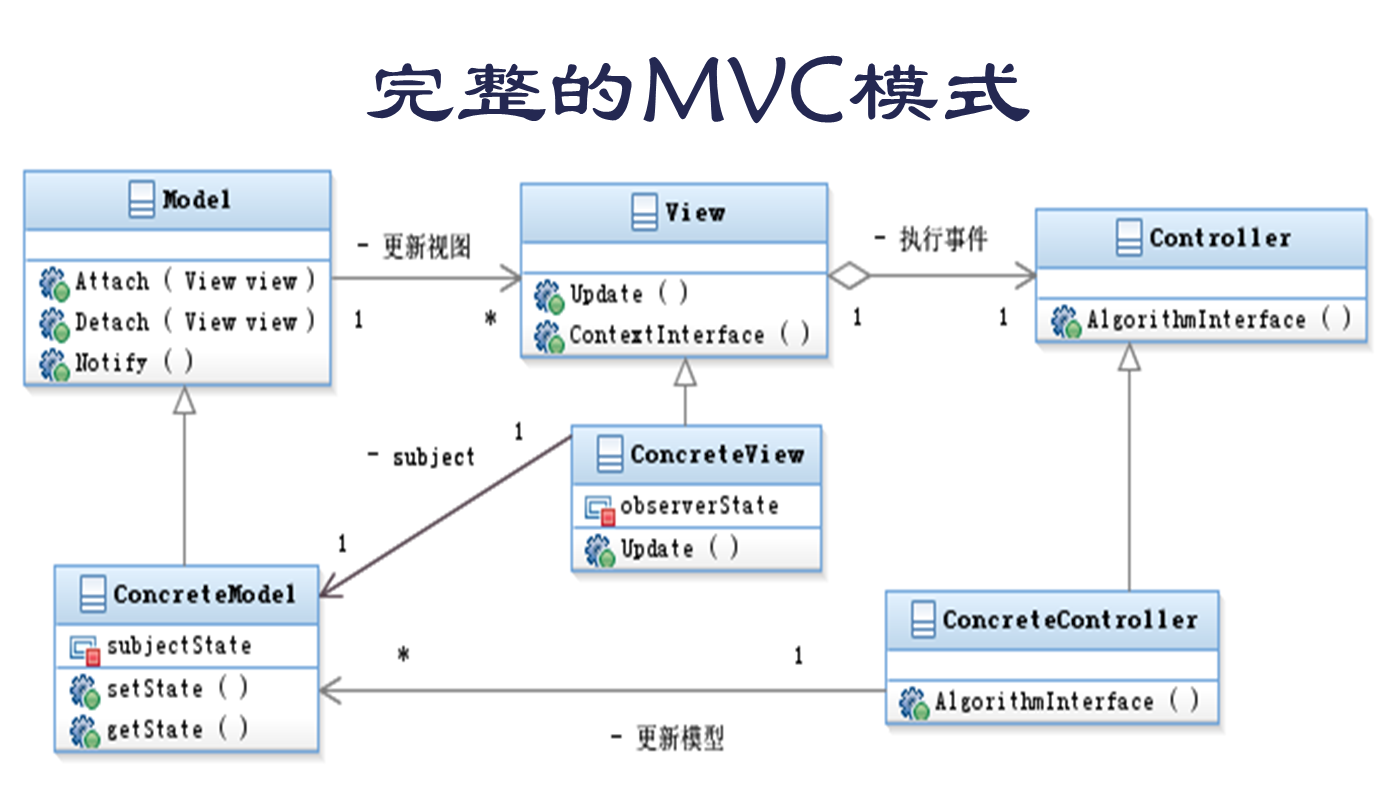 完整的MVC模式
Model
Attach ( View view )
Detach ( View view )
Notify ( )
- 更新视图
1
*
View
Update ( )
ContextInterface ( )
- 执行事件
1
1
Controller
AlgorithmInterface ( )
- subject
1
1
ConcreteView
observerState
Update ( )
ConcreteModel
subjectState
setState ( )
getState ( )
*
1
- 更新模型
ConcreteController
AlgorithmInterface ( )